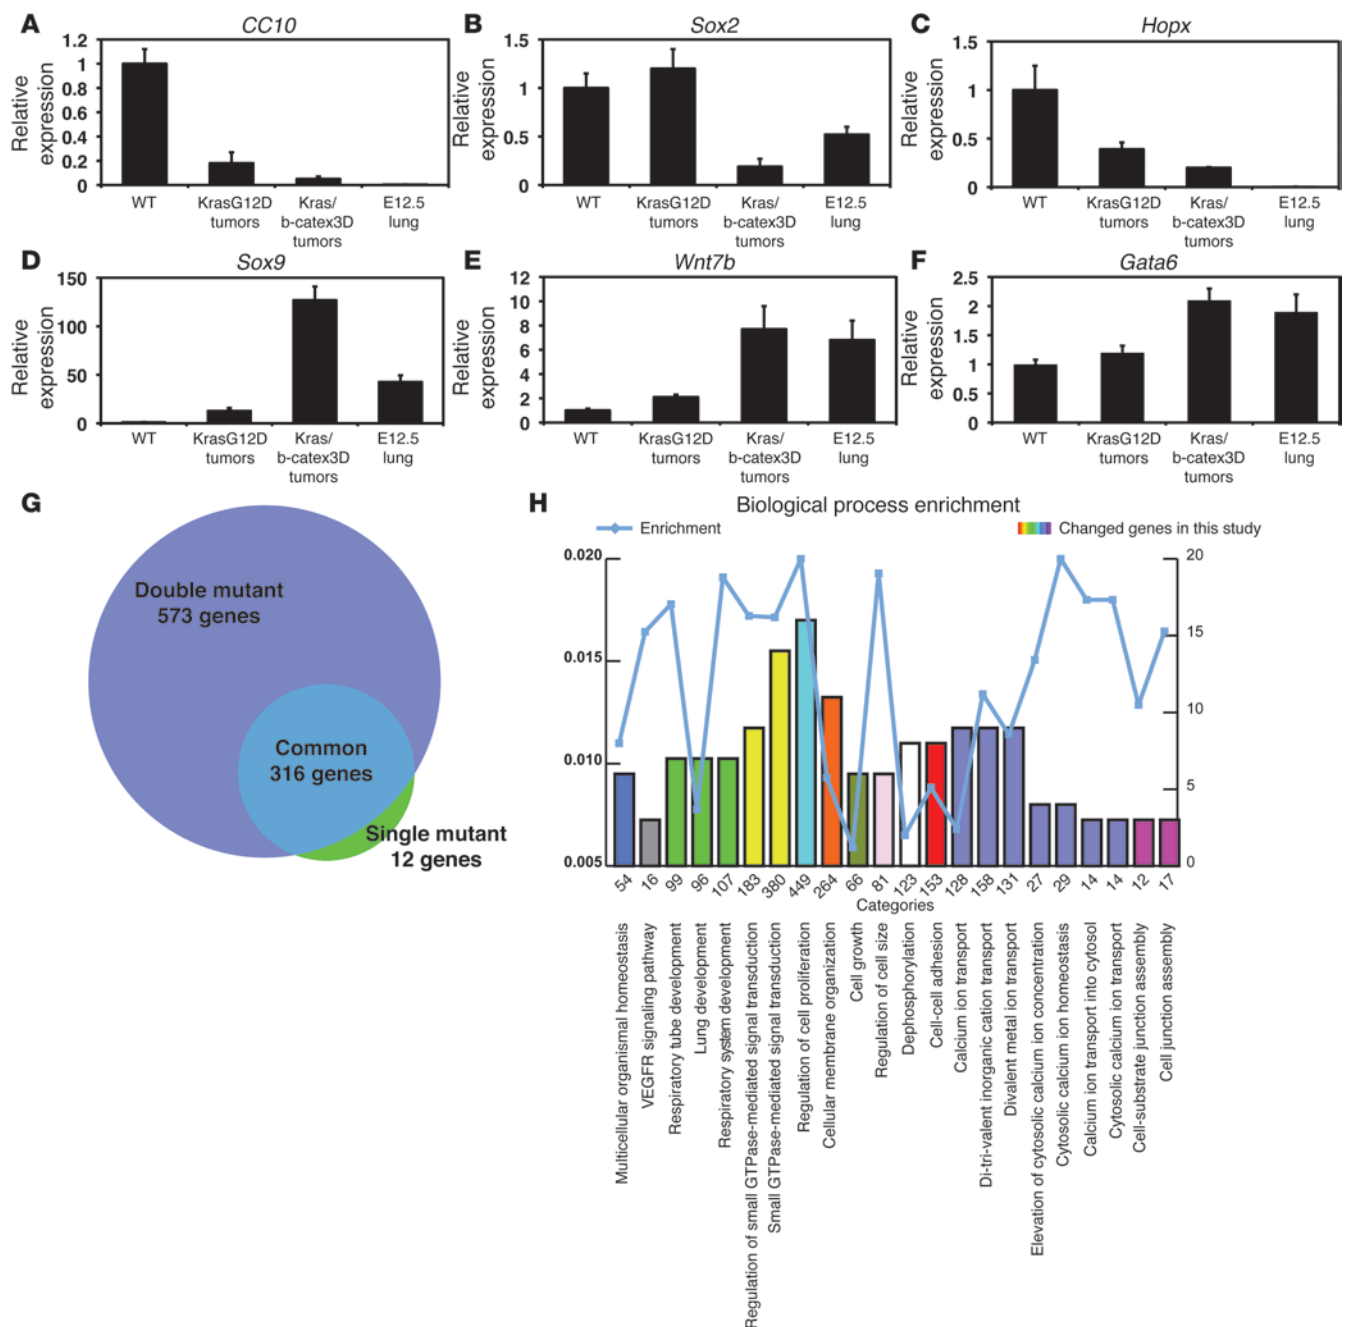 A
CC10
Relative
expression
1.2
1
0.8
0.6
0.4
0.2
0
WT
KrasG12D
tumors
Kras/
b-catex3D
tumors
E12.5
lung
B
Sox2
Relative
expression
1.5
1
0.5
0
WT
KrasG12D
tumors
Kras/
b-catex3D
tumors
E12.5
lung
C
Hopx
Relative
expression
1.5
1
0.5
0
WT
KrasG12D
tumors
Kras/
b-catex3D
tumors
E12.5
lung
D
Sox9
Relative
expression
150
100
50
0
WT
KrasG12D
tumors
Kras/
b-catex3D
tumors
E12.5
lung
E
Wnt7b
Relative
expression
12
10
8
6
4
2
0
WT
KrasG12D
tumors
Kras/
b-catex3D
tumors
E12.5
lung
F
Gata6
Relative
expression
2.5
2
1.5
1
0.5
0
WT
KrasG12D
tumors
Kras/
b-catex3D
tumors
E12.5
lung
G
Double mutant
573 genes
Common
316 genes
Single mutant
12 genes
H
Biological process enrichment
Enrichment
Changed genes in this study
0.020
0.015
0.010
0.005
20
15
10
5
0
54
16
99
96
107
183
380
449
264
66
81
123
153
128
158
131
27
29
14
14
12
17
Categories
Multicellular organismal homeostasis
VEGFR signaling pathway
Respiratory tube development
Lung development
Respiratory system development
Regulation of small GTPase-mediated signal transduction
Small GTPase-mediated signal transduction
Regulation of cell proliferation
Cellular membrane organization
Cell growth
Regulation of cell size
Dephosphorylation
Cell-cell adhesion
Calcium ion transport
Di-tri-valent inorganic cation transport
Divalent metal ion transport
Elevation of cytosolic calcium ion concentration
Cytosolic calcium ion homeostasis
Calcium ion transport into cytosol
Cytosolic calcium ion transport
Cell-substrate junction assembly
Cell junction assembly